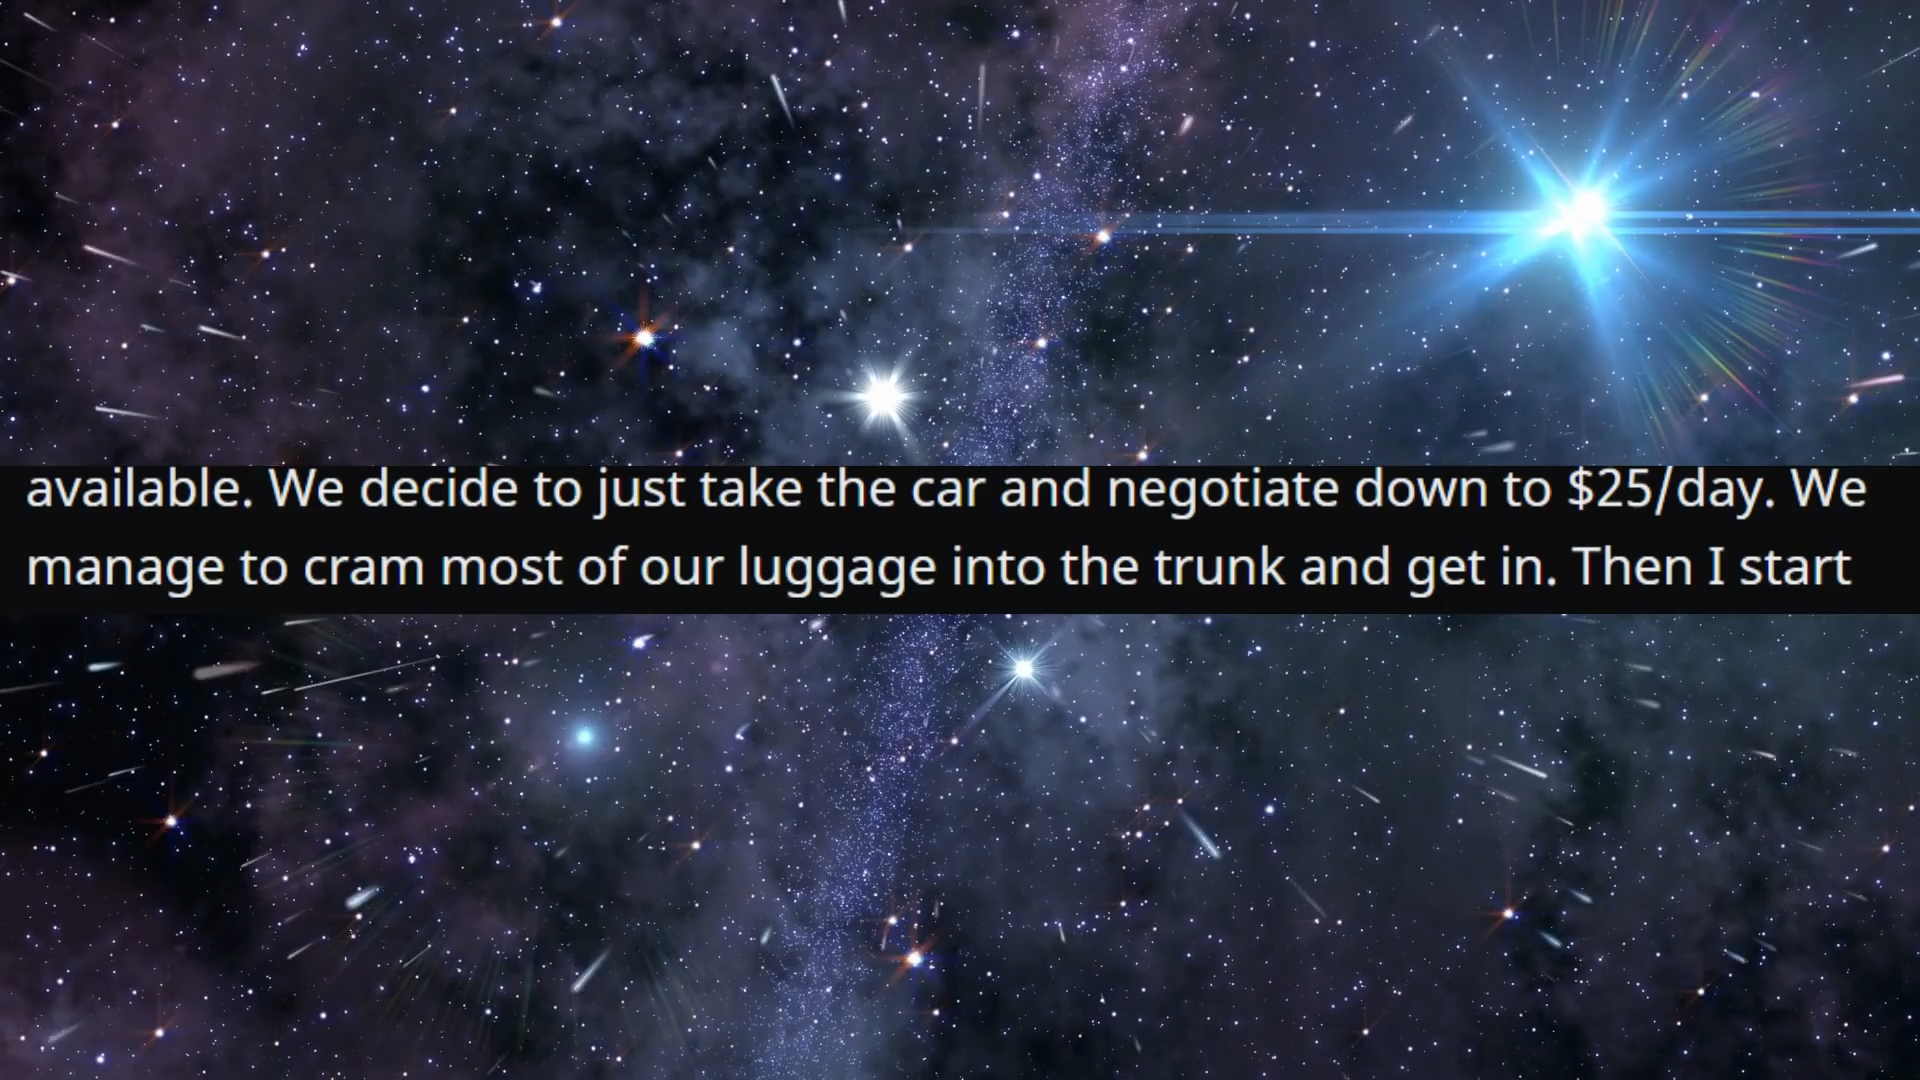 available. We decide to just take the car and negotiate down to $25/day. We
manage to cram most of our luggage into the trunk and get in. Then I start